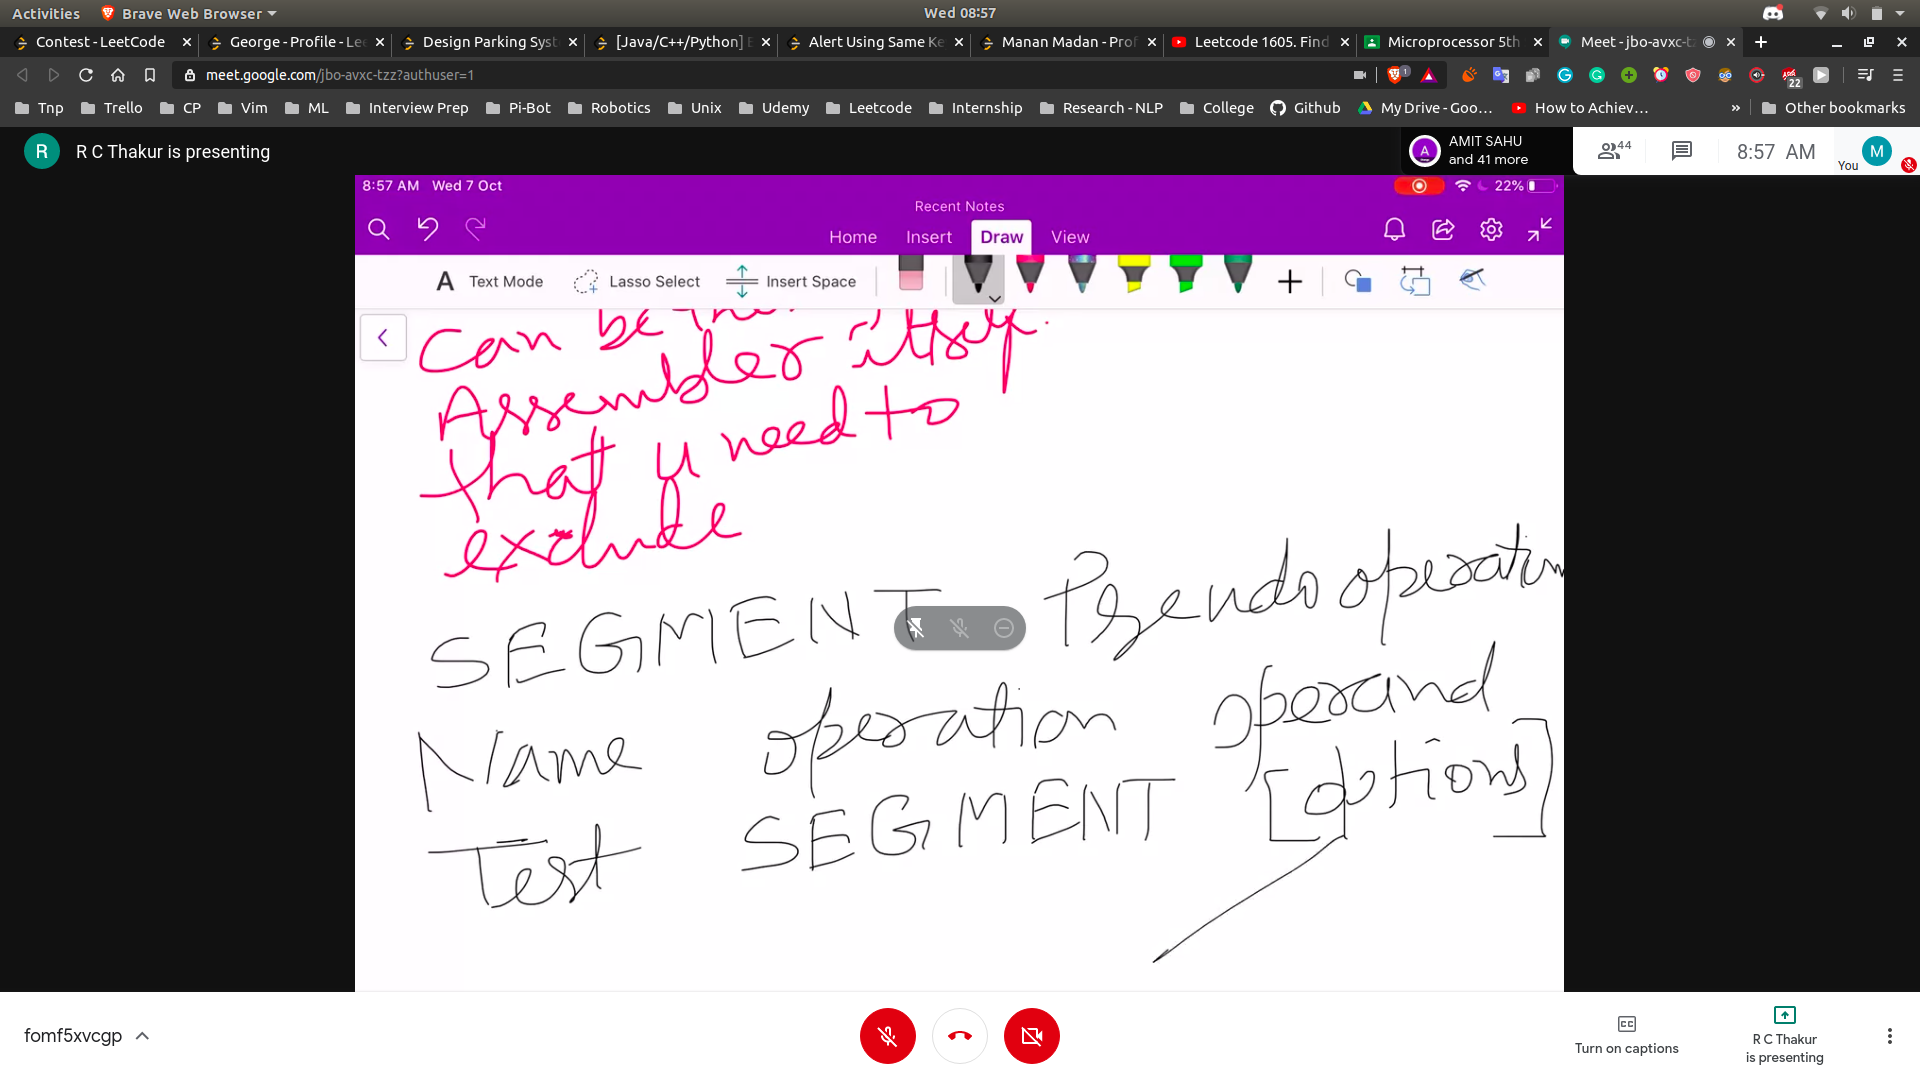 Activities Brave Web Browser Wed 08:57
Contest - LeetCode George - Profile - Le Design Parking Syst [Java/C++/Python] E Alert Using Same Ke Manan Madan - Prof Leetcode 1605. Find Microprocessor 5th Meet - jbo-avxc-tz
meet.google.com/jbo-avxc-tzz?authuser=1 1 22
Tnp Trello CP Vim ML Interview Prep Pi-Bot Robotics Unix Udemy Leetcode Internship Research - NLP College Github My Drive - Goo... How to Achiev... » Other bookmarks
R R C Thakur is presenting
A AMIT SAHU
and 41 more
44 8:57 AM You M
8:57 AM Wed 7 Oct 22%
Recent Notes
Home Insert Draw View
A Text Mode Lasso Select Insert Space
Can be
Assembler itself.
that u need to
exclude
SEGMENT Psendo operation
Name operation operand
Test SEGMENT [options]
fomf5xvcgp
Turn on captions
R C Thakur
is presenting